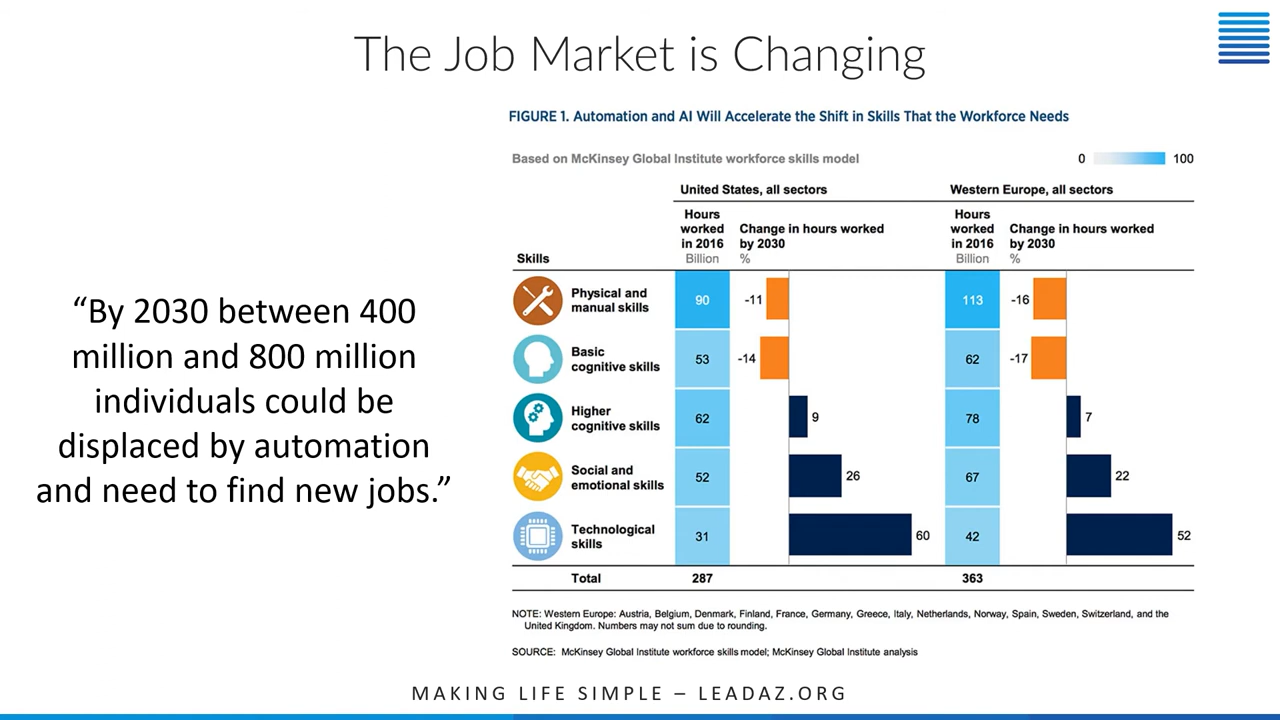 The Job Market is Changing
FIGURE 1. Automation and AI Will Accelerate the Shift in Skills That the Workforce Needs
Based on McKinsey Global Institute workforce skills model
0 100
United States, all sectors
Western Europe, all sectors
Hours
worked
in 2016
Billion
Change in hours worked
by 2030
%
Hours
worked
in 2016
Billion
Change in hours worked
by 2030
%
Skills
Physical and
manual skills
90 -11 113 -16
Basic
cognitive skills
53 -14 62 -17
Higher
cognitive skills
62 9 78 7
Social and
emotional skills
52 26 67 22
Technological
skills
31 60 42 52
Total 287 363
NOTE: Western Europe: Austria, Belgium, Denmark, Finland, France, Germany, Greece, Italy, Netherlands, Norway, Spain, Sweden, Switzerland, and the
United Kingdom. Numbers may not sum due to rounding.
SOURCE: McKinsey Global Institute workforce skills model; McKinsey Global Institute analysis
“By 2030 between 400
million and 800 million
individuals could be
displaced by automation
and need to find new jobs.”
MAKING LIFE SIMPLE – LEADAZ.ORG